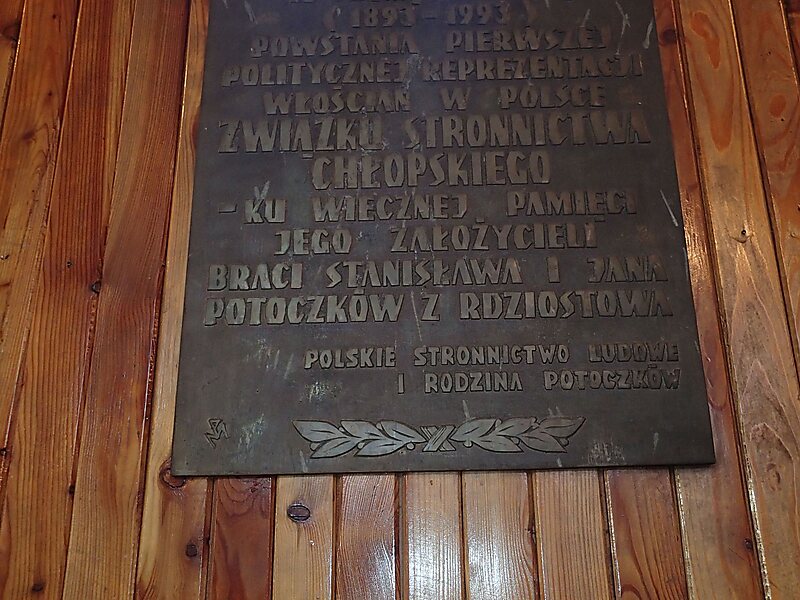 ( 1893 - 1993 )
POWSTANIA PIERWSZEJ
POLITYCZNEJ REPREZENTACJI
WŁOŚCIAN W POLSCE
ZWIĄZKU STRONNICTWA
CHŁOPSKIEGO
- KU WIECZNEJ PAMIĘCI
JEGO ZAŁOŻYCIELI
BRACI STANISŁAWA I JANA
POTOCZKÓW Z RDZIOSTOWA
POLSKIE STRONNICTWO LUDOWE
I RODZINA POTOCZKÓW